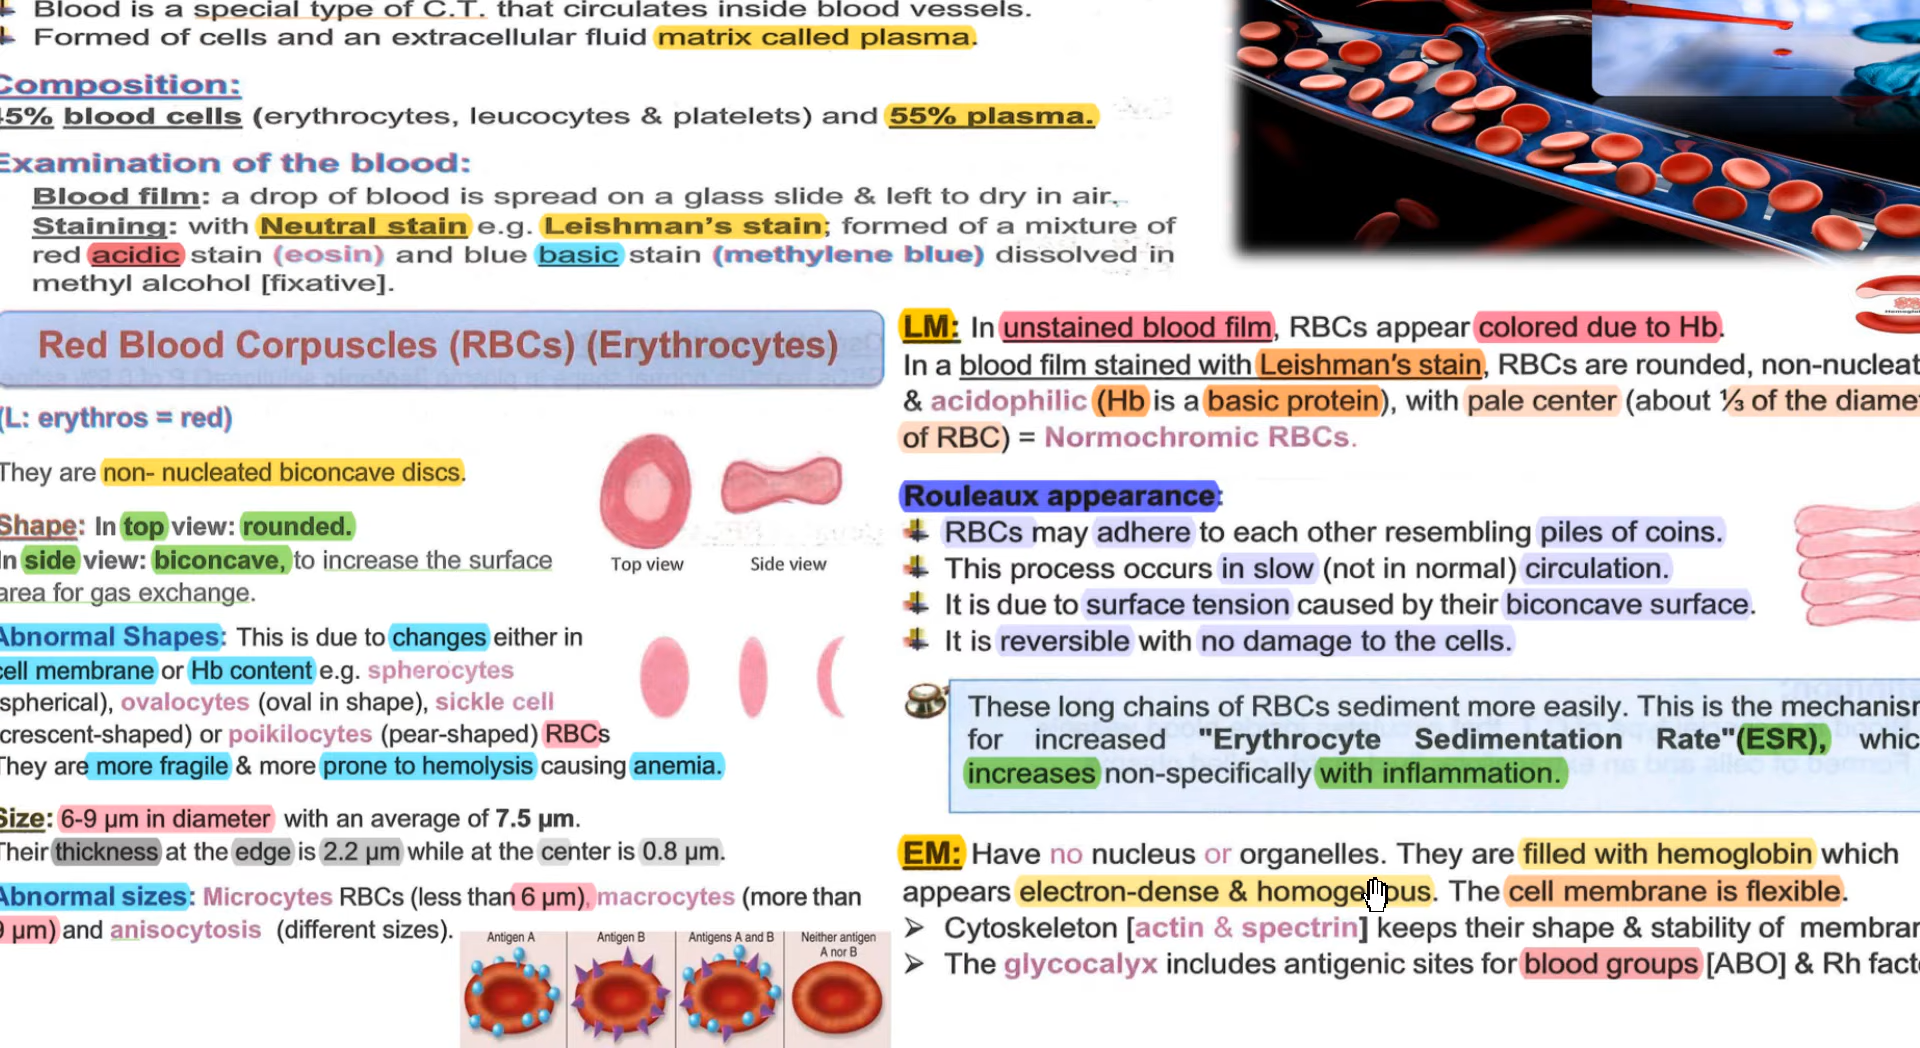 Blood is a special type of C.T. that circulates inside blood vessels.
Formed of cells and an extracellular fluid matrix called plasma.
Composition:
45% blood cells (erythrocytes, leucocytes & platelets) and 55% plasma.
Examination of the blood:
Blood film: a drop of blood is spread on a glass slide & left to dry in air.
Staining: with Neutral stain e.g. Leishman's stain; formed of a mixture of
red acidic stain (eosin) and blue basic stain (methylene blue) dissolved in
methyl alcohol [fixative].
Red Blood Corpuscles (RBCs) (Erythrocytes)
(L: erythros = red)
They are non- nucleated biconcave discs.
Shape: In top view: rounded.
In side view: biconcave, to increase the surface
area for gas exchange.
Top view Side view
Abnormal Shapes: This is due to changes either in
cell membrane or Hb content e.g. spherocytes
spherical), ovalocytes (oval in shape), sickle cell
crescent-shaped) or poikilocytes (pear-shaped) RBCs
They are more fragile & more prone to hemolysis causing anemia.
Size: 6-9 µm in diameter with an average of 7.5 µm.
Their thickness at the edge is 2.2 µm while at the center is 0.8 µm.
Abnormal sizes: Microcytes RBCs (less than 6 µm), macrocytes (more than
9 µm) and anisocytosis (different sizes).
Antigen A Antigen B Antigens A and B Neither antigen
A nor B
LM: In unstained blood film, RBCs appear colored due to Hb.
In a blood film stained with Leishman's stain, RBCs are rounded, non-nucleat
& acidophilic (Hb is a basic protein), with pale center (about ⅓ of the diame
of RBC) = Normochromic RBCs.
Rouleaux appearance:
RBCs may adhere to each other resembling piles of coins.
This process occurs in slow (not in normal) circulation.
It is due to surface tension caused by their biconcave surface.
It is reversible with no damage to the cells.
These long chains of RBCs sediment more easily. This is the mechanism
for increased "Erythrocyte Sedimentation Rate"(ESR), whic
increases non-specifically with inflammation.
EM: Have no nucleus or organelles. They are filled with hemoglobin which
appears electron-dense & homogenous. The cell membrane is flexible.
Cytoskeleton [actin & spectrin] keeps their shape & stability of membrar
The glycocalyx includes antigenic sites for blood groups [ABO] & Rh facto